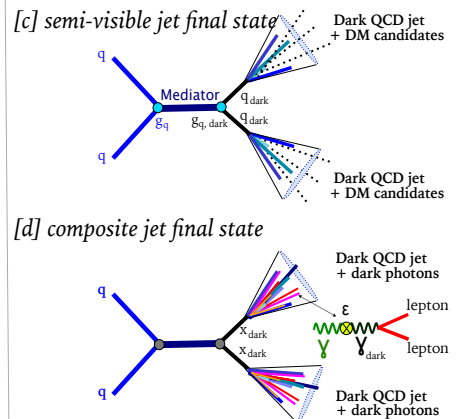 [c] semi-visible jet final state
Dark QCD jet
+ DM candidates
q
Mediator
q dark
q dark
g q
g q, dark
q
Dark QCD jet
+ DM candidates
[d] composite jet final state
Dark QCD jet
+ dark photons
q
ε
lepton
x dark
x dark
γ
γ dark
lepton
q
Dark QCD jet
+ dark photons